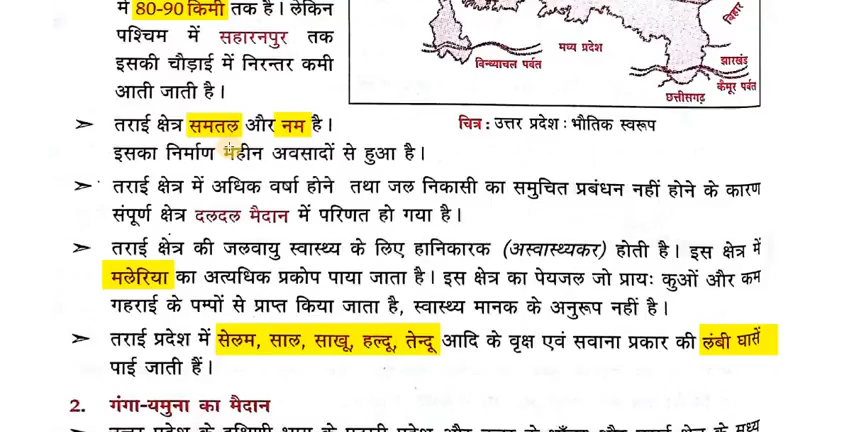 में 80-90 किमी तक है। लेकिन
पश्चिम में सहारनपुर तक
इसकी चौड़ाई में निरन्तर कमी
आती जाती है।
बिहार
मध्य प्रदेश
विन्ध्याचल पर्वत
झारखंड
कैमूर पर्वत
छत्तीसगढ़
चित्र : उत्तर प्रदेश : भौतिक स्वरूप
➢ तराई क्षेत्र समतल और नम है।
इसका निर्माण महीन अवसादों से हुआ है।
➢ तराई क्षेत्र में अधिक वर्षा होने तथा जल निकासी का समुचित प्रबंधन नहीं होने के कारण
संपूर्ण क्षेत्र दलदल मैदान में परिणत हो गया है।
➢ तराई क्षेत्र की जलवायु स्वास्थ्य के लिए हानिकारक (अस्वास्थ्यकर) होती है। इस क्षेत्र में
मलेरिया का अत्यधिक प्रकोप पाया जाता है। इस क्षेत्र का पेयजल जो प्रायः कुओं और कम
गहराई के पम्पों से प्राप्त किया जाता है, स्वास्थ्य मानक के अनुरूप नहीं है।
➢ तराई प्रदेश में सेलम, साल, साखू, हल्दू, तेन्दू आदि के वृक्ष एवं सवाना प्रकार की लंबी घासें
पाई जाती हैं।
2. गंगा-यमुना का मैदान